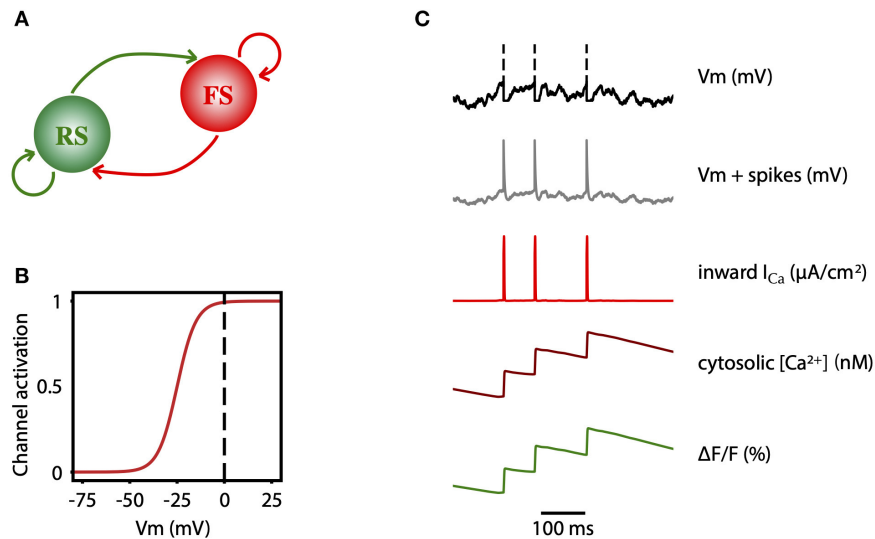 A
FS
RS
B
1
0.5
0
Channel activation
-75 -50 -25 0 25
Vm (mV)
C
Vm (mV)
Vm + spikes (mV)
inward I_Ca (μA/cm²)
cytosolic [Ca²⁺] (nM)
ΔF/F (%)
100 ms